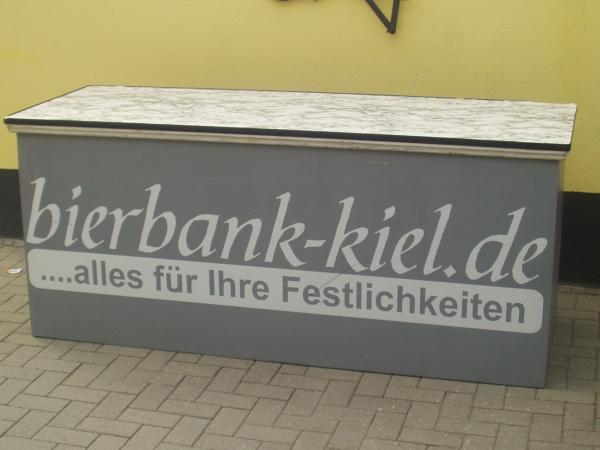 bierbank-kiel.de
....alles für Ihre Festlichkeiten